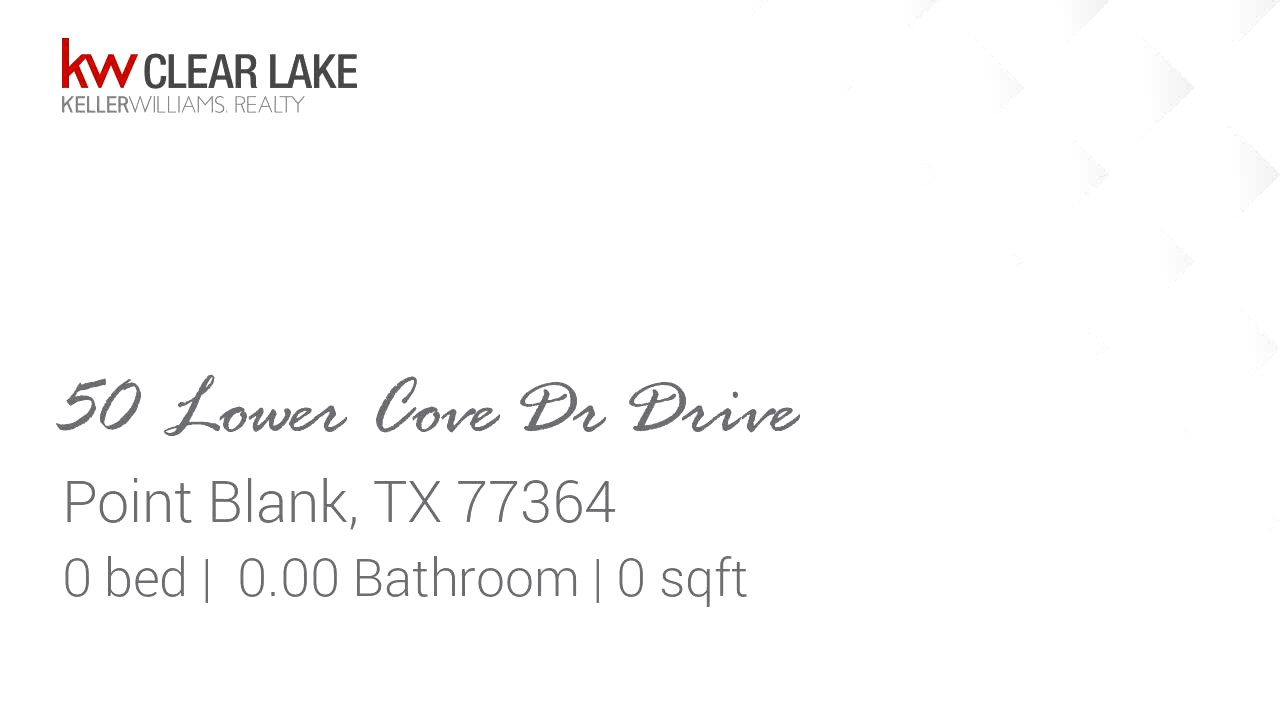 kw CLEAR LAKE
KELLERWILLIAMS. REALTY
50 Lower Cove Dr Drive
Point Blank, TX 77364
0 bed | 0.00 Bathroom | 0 sqft